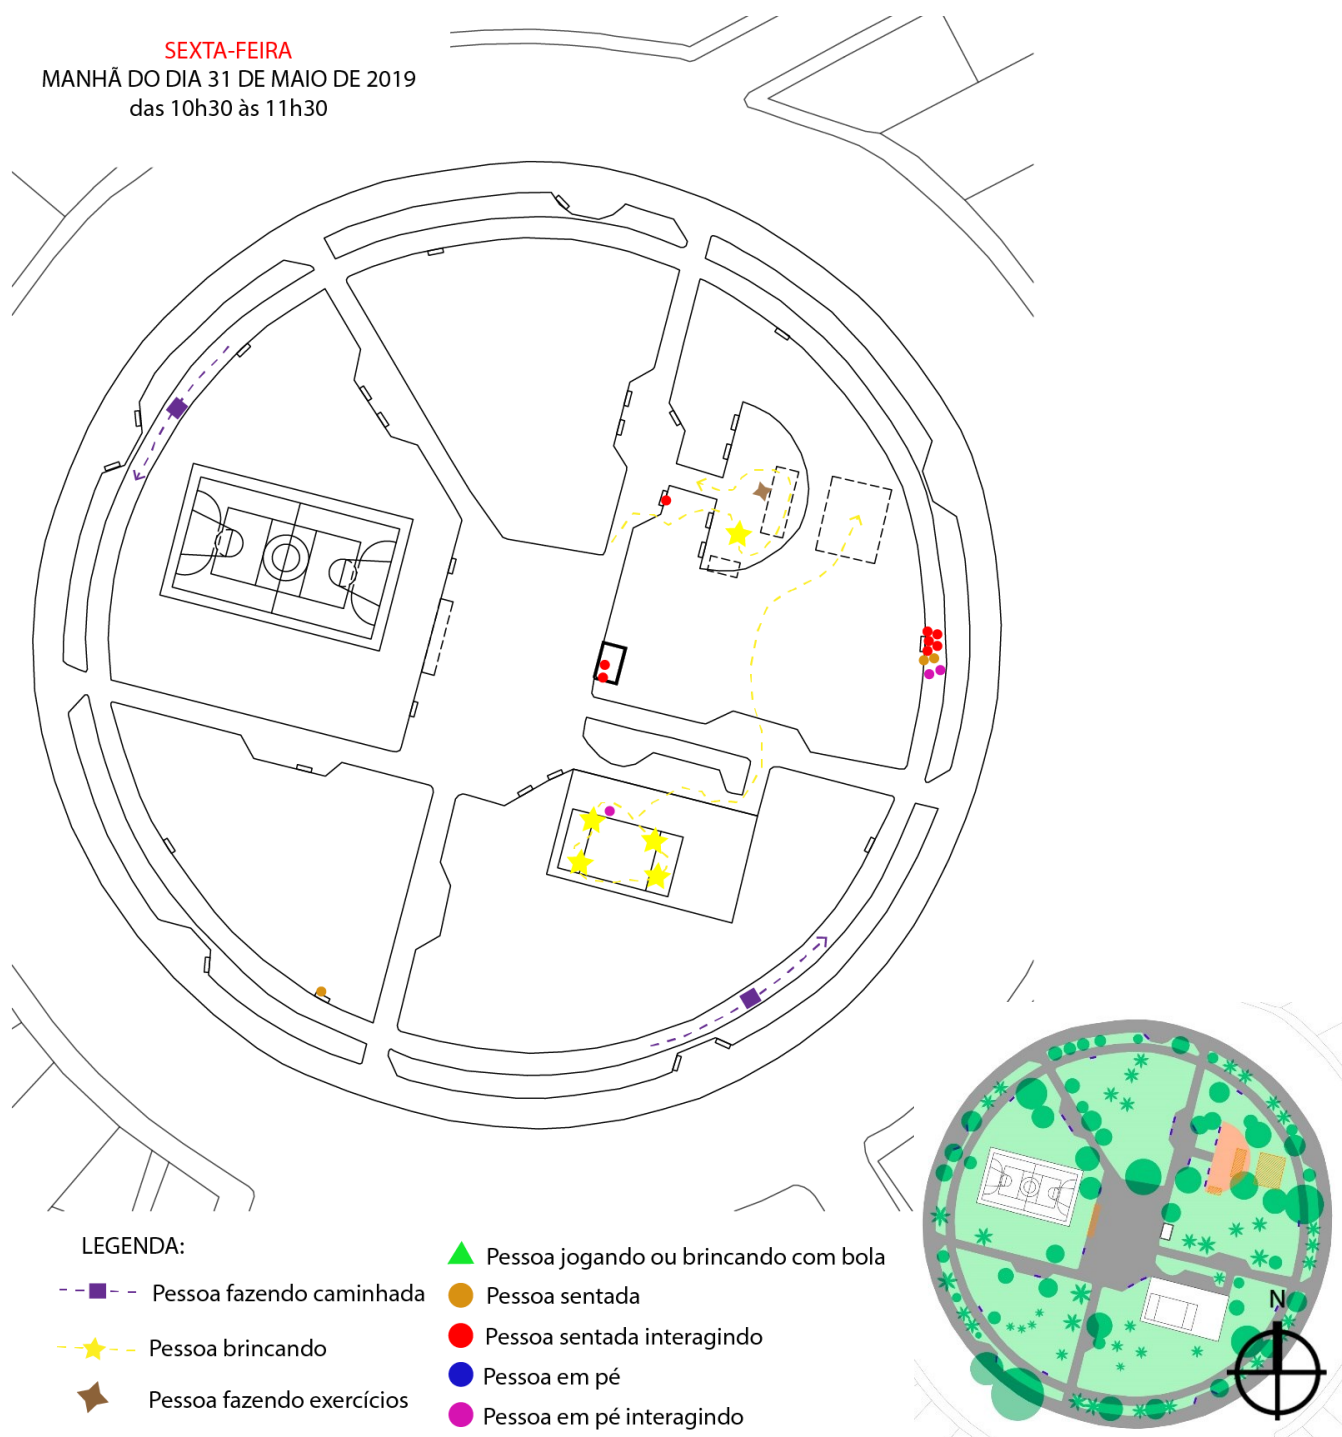 SEXTA-FEIRA
MANHÃ DO DIA 31 DE MAIO DE 2019
das 10h30 às 11h30
LEGENDA:
Pessoa fazendo caminhada
Pessoa brincando
Pessoa fazendo exercícios
Pessoa jogando ou brincando com bola
Pessoa sentada
Pessoa sentada interagindo
Pessoa em pé
Pessoa em pé interagindo
N